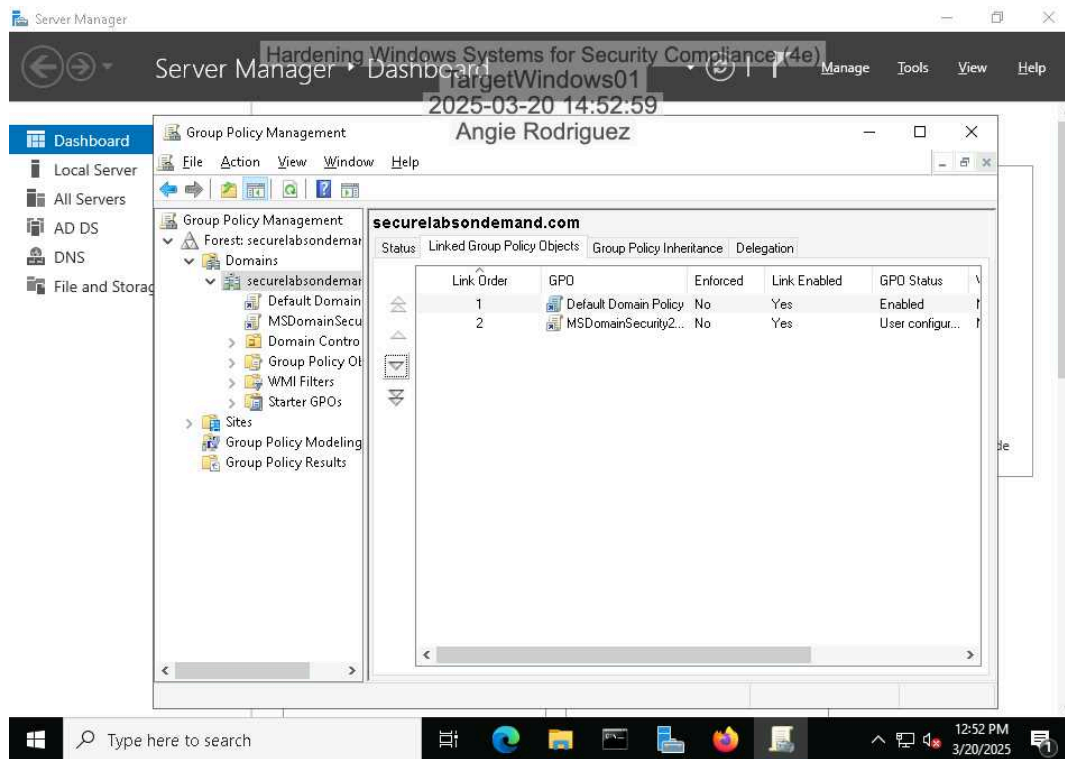 Server Manager
Server Manager • Dashboard
Manage Tools View Help
Hardening Windows Systems for Security Compliance (4e)
TargetWindows01
2025-03-20 14:52:59
Angie Rodriguez
Dashboard
Local Server
All Servers
AD DS
DNS
File and Storag
Group Policy Management
File Action View Window Help
Group Policy Management
Forest: securelabsondemar
Domains
securelabsondemar
Default Domain
MSDomainSecu
Domain Contro
Group Policy Ob
WMI Filters
Starter GPOs
Sites
Group Policy Modeling
Group Policy Results
securelabsondemand.com
Status Linked Group Policy Objects Group Policy Inheritance Delegation
Link Order GPO Enforced Link Enabled GPO Status
1 Default Domain Policy No Yes Enabled
2 MSDomainSecurity2... No Yes User configur...
de
Type here to search
12:52 PM
3/20/2025
1